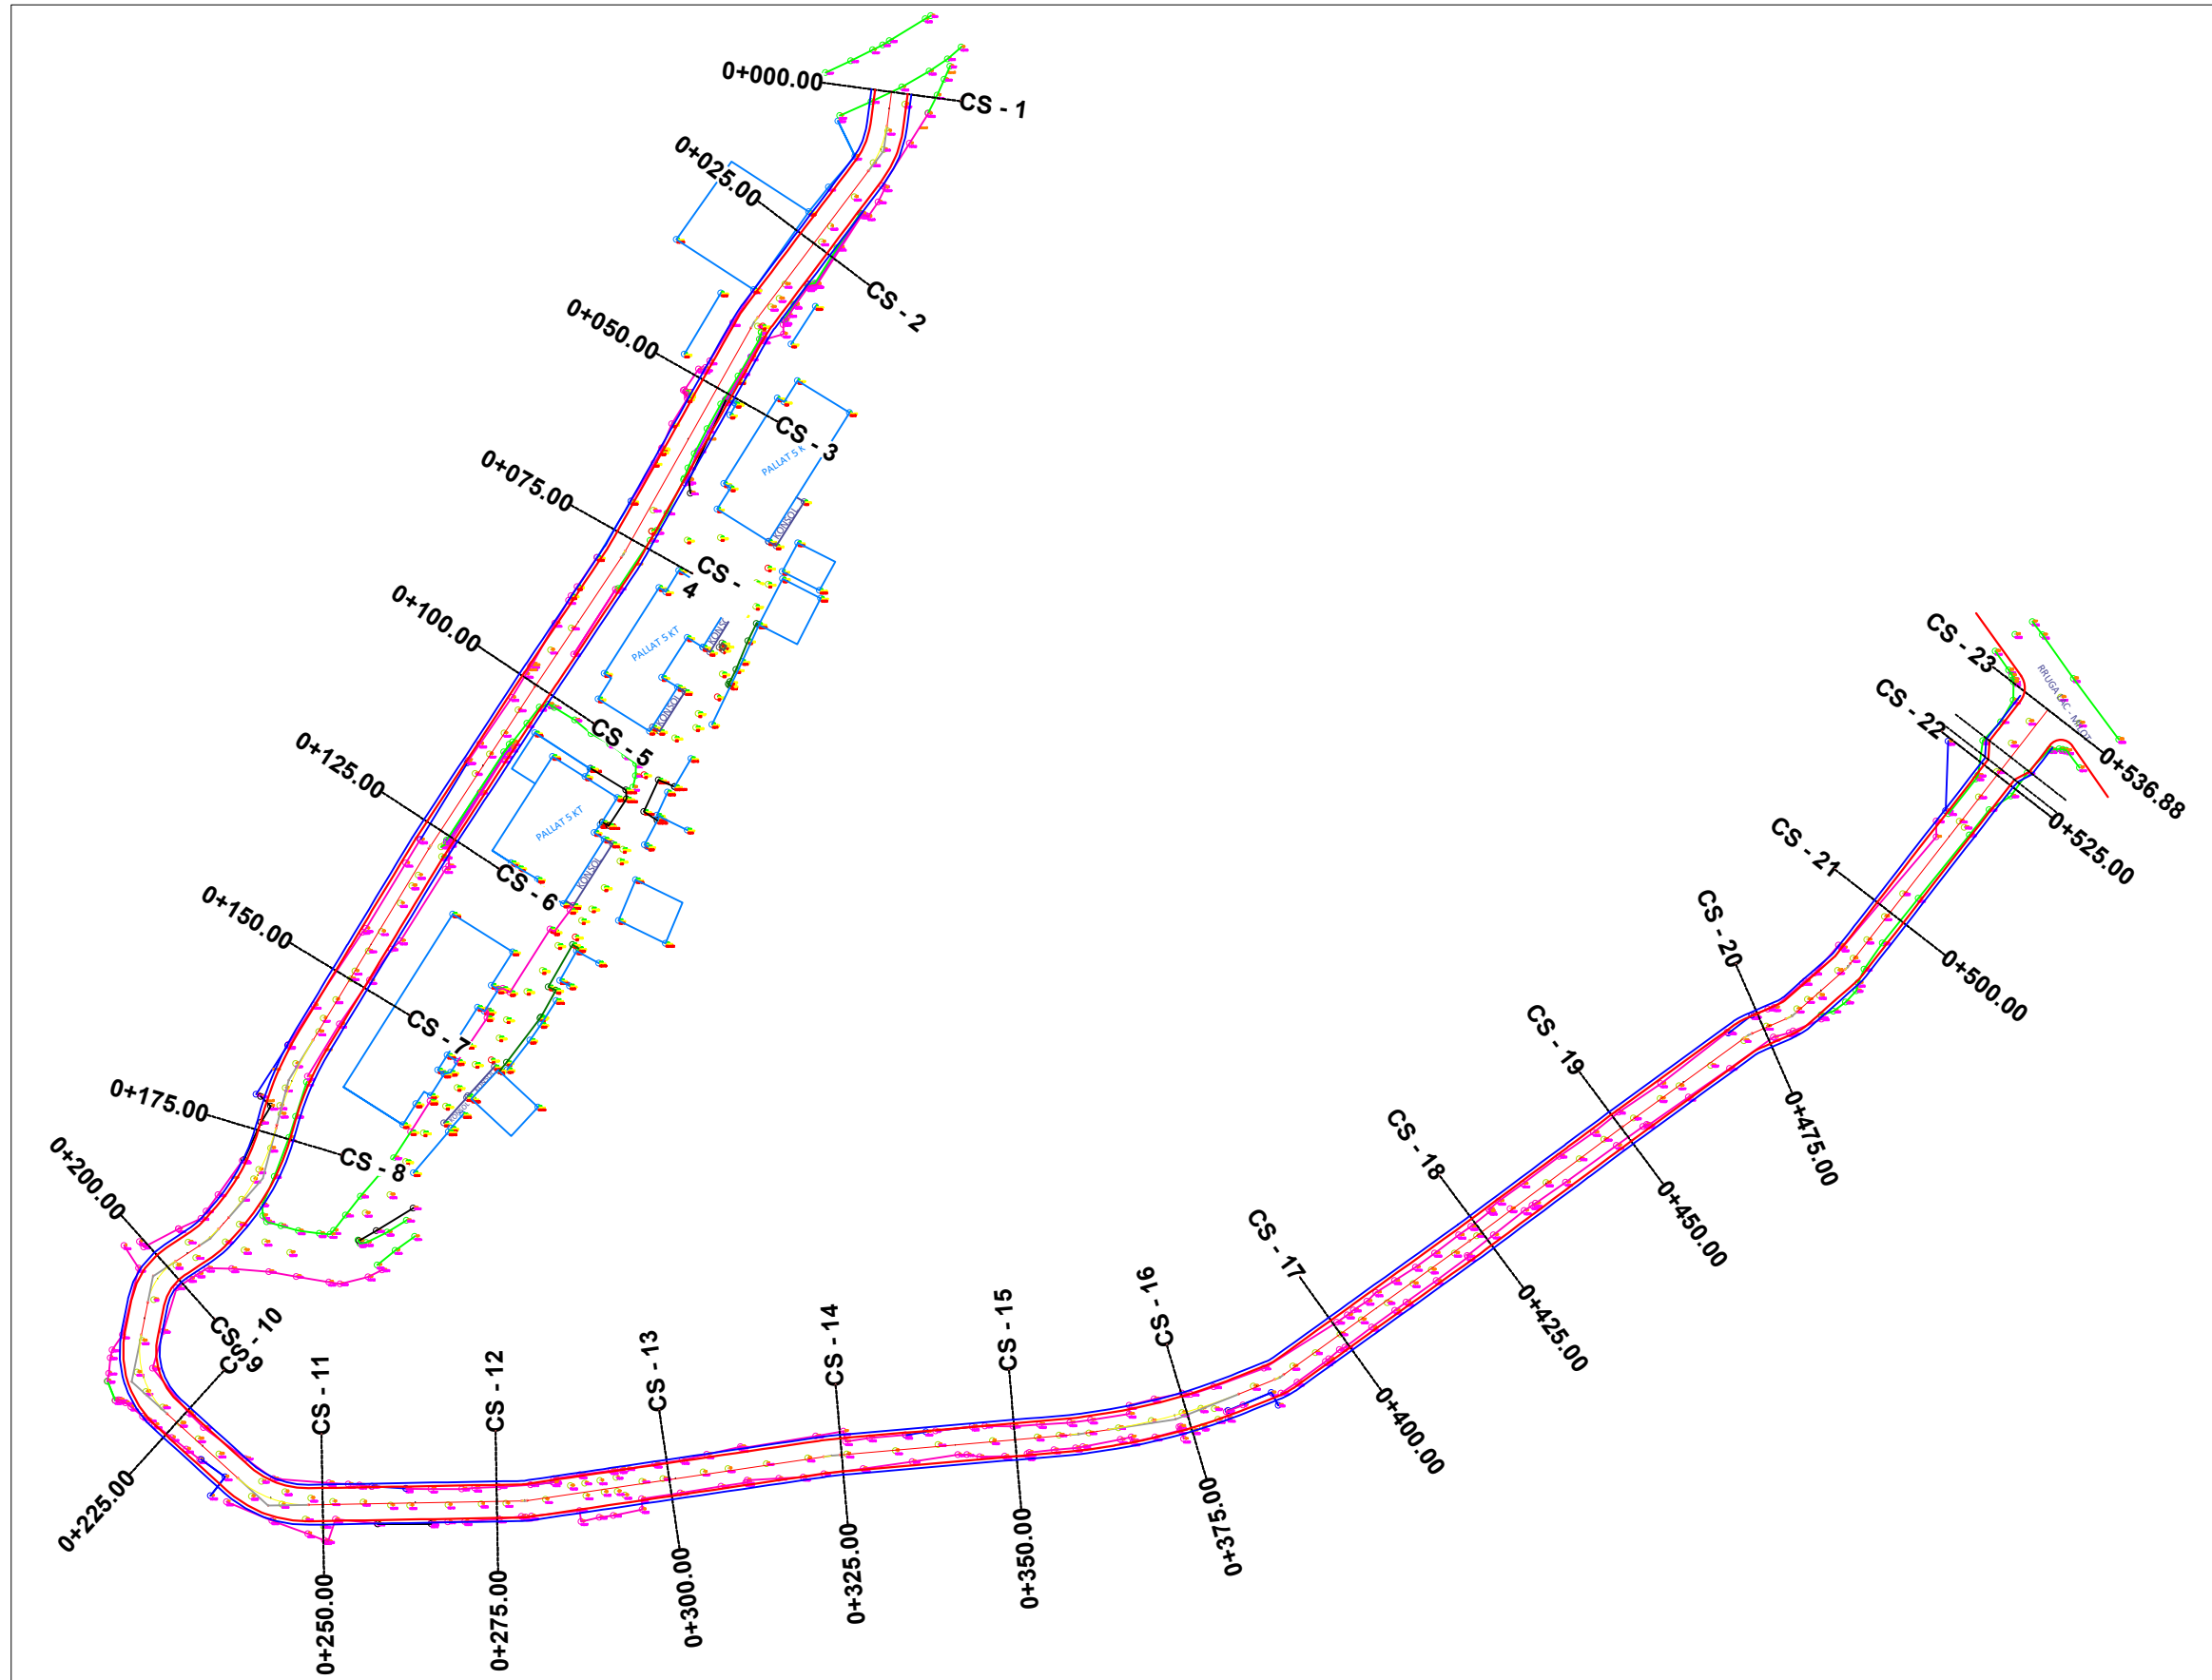 0+000.00
CS - 1
0+025.00
CS - 2
0+050.00
CS - 3
PALLAT 5 K
KONSOL
0+075.00
CS -
4
PALLAT 5 KT
KONS
KONSOL
0+100.00
CS - 5
PALLAT 5 KT
KONSOL
0+125.00
CS - 6
0+150.00
CS - 7
0+175.00
CS - 8
0+200.00
CS - 9
CS - 10
0+225.00
CS - 11
0+250.00
CS - 12
0+275.00
CS - 13
0+300.00
CS - 14
0+325.00
CS - 15
0+350.00
CS - 16
0+375.00
CS - 17
0+400.00
CS - 18
0+425.00
CS - 19
0+450.00
CS - 20
0+475.00
CS - 21
0+500.00
CS - 22
0+525.00
CS - 23
0+536.88